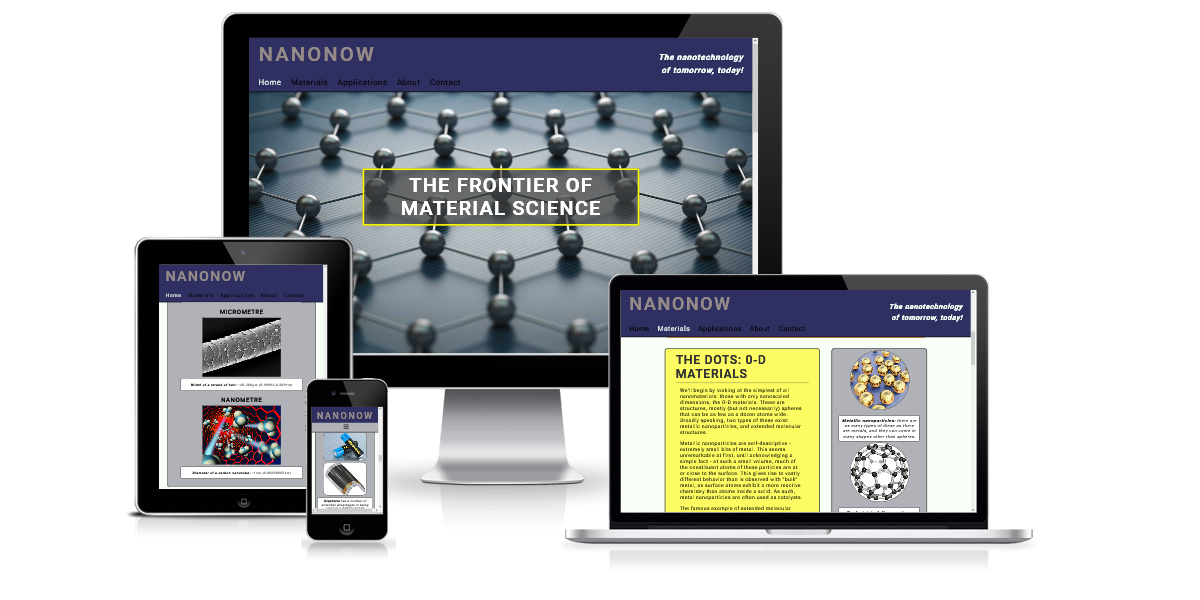 NANONOW
The nanotechnology
of tomorrow, today!
Home Materials Applications About Contact
THE FRONTIER OF
MATERIAL SCIENCE
NANONOW
Home Materials Applications About Contact
MICROMETRE
Width of a strand of hair:
NANOMETRE
Diameter of a carbon nanotube:
NANONOW
Graphene has a number of
potential advantages in being
NANONOW
The nanotechnology
of tomorrow, today!
Home Materials Applications About Contact
THE DOTS: 0-D
MATERIALS
We'll begin by looking at the simplest of all
nanomaterials: those with only nanoscaled
dimensions, the 0-D materials. These are
structures, mostly (but not necessarily) spheres
that can be as few as a dozen atoms wide.
Broadly speaking, two types of these exist:
metallic nanoparticles, and extended molecular
structures.
Metallic nanoparticles are self-descriptive -
extremely small bits of metal. This seems
unremarkable at first, until acknowledging a
simple fact - at such a small volume, much of
the constituent atoms of these particles are at
or close to the surface. This gives rise to vastly
different behavior than is observed with "bulk"
metal, as surface atoms exhibit a more reactive
chemistry than atoms inside a solid. As such,
metal nanoparticles are often used as catalysts.
The famous example of extended molecular
Metallic nanoparticles: there are
as many types of these as there
are metals, and they can come in
many shapes other than spheres.